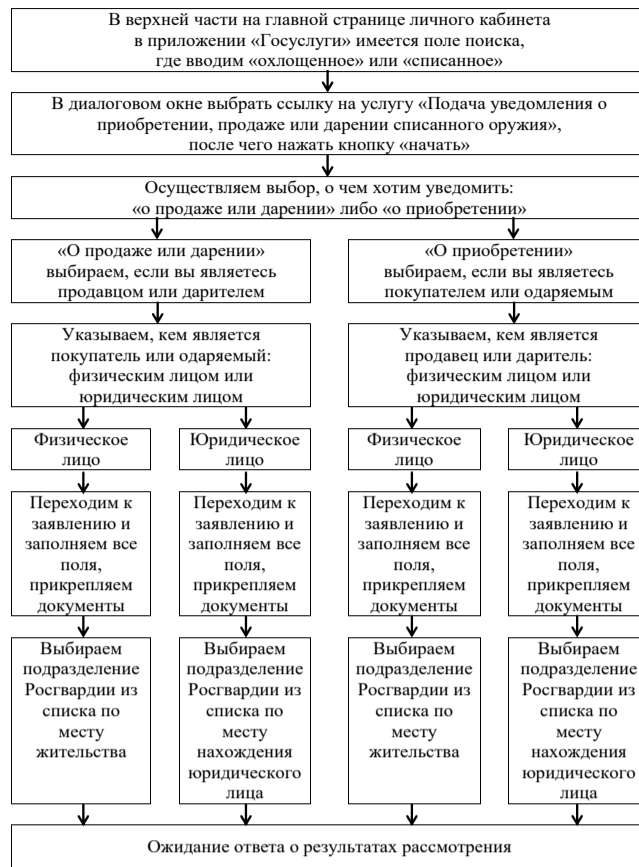 В верхней части на главной странице личного кабинета
в приложении «Госуслуги» имеется поле поиска,
где вводим «охлощенное» или «списанное»
В диалоговом окне выбрать ссылку на услугу «Подача уведомления о
приобретении, продаже или дарении списанного оружия»,
после чего нажать кнопку «начать»
Осуществляем выбор, о чем хотим уведомить:
«о продаже или дарении» либо «о приобретении»
«О продаже или дарении»
выбираем, если вы являетесь
продавцом или дарителем
«О приобретении»
выбираем, если вы являетесь
покупателем или одаряемым
Указываем, кем является
покупатель или одаряемый:
физическим лицом или
юридическим лицом
Указываем, кем является
продавец или даритель:
физическим лицом или
юридическим лицом
Физическое
лицо
Юридическое
лицо
Физическое
лицо
Юридическое
лицо
Переходим к
заявлению и
заполняем все
поля,
прикрепляем
документы
Переходим к
заявлению и
заполняем все
поля,
прикрепляем
документы
Переходим к
заявлению и
заполняем все
поля,
прикрепляем
документы
Переходим к
заявлению и
заполняем все
поля,
прикрепляем
документы
Выбираем
подразделение
Росгвардии из
списка по
месту
жительства
Выбираем
подразделение
Росгвардии из
списка по
месту
нахождения
юридического
лица
Выбираем
подразделение
Росгвардии из
списка по
месту
жительства
Выбираем
подразделение
Росгвардии из
списка по
месту
нахождения
юридического
лица
Ожидание ответа о результатах рассмотрения